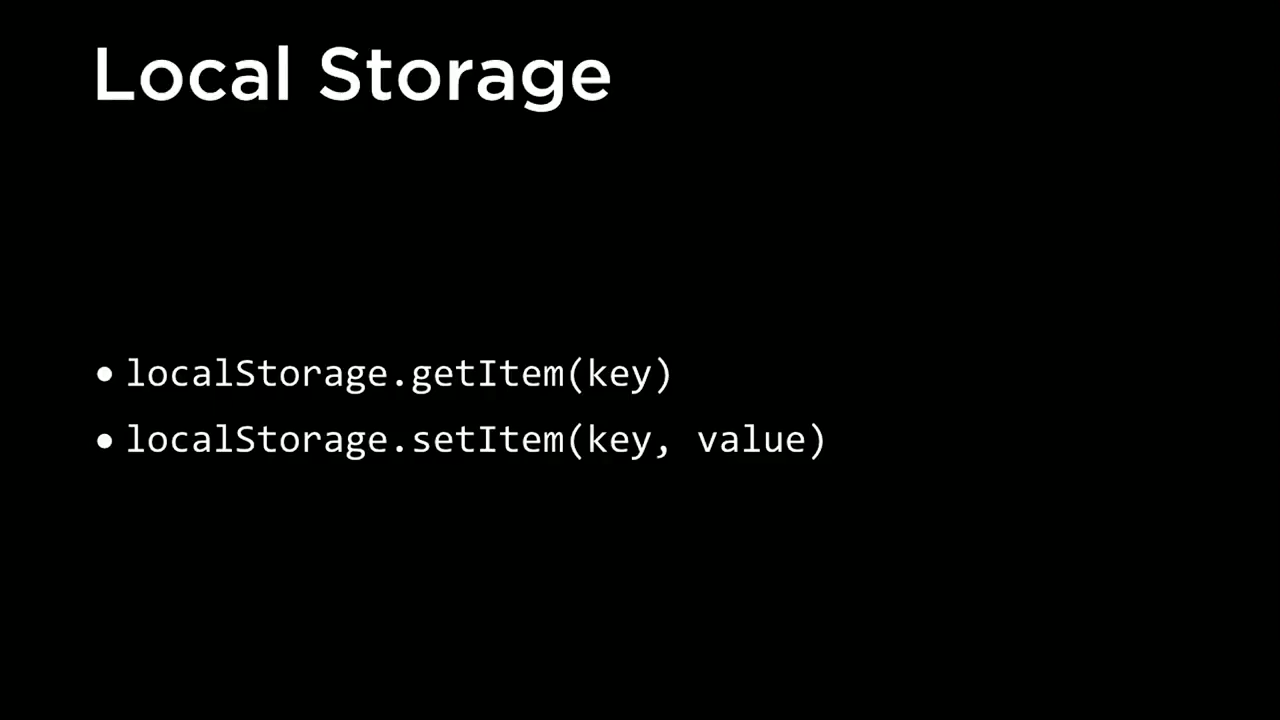 Local Storage
• localStorage.getItem(key)
• localStorage.setItem(key, value)